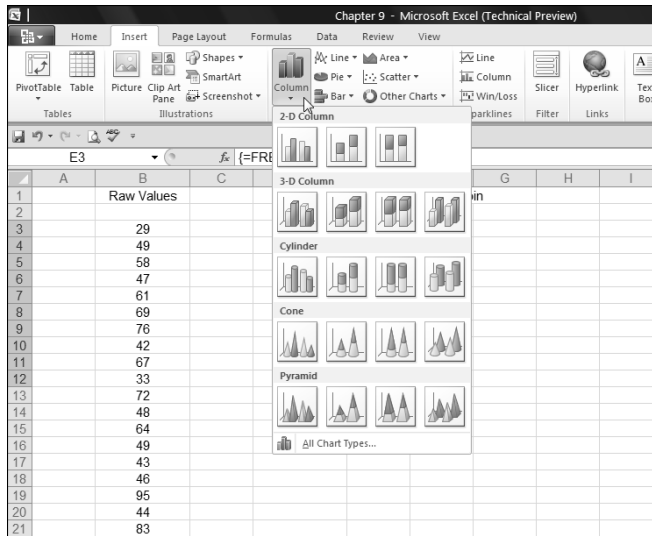 Chapter 9 - Microsoft Excel (Technical Preview)
Home Insert Page Layout Formulas Data Review View
PivotTable Table Picture Clip Art Pane Shapes SmartArt Screenshot Column Line Pie Bar Area Scatter Other Charts Line Column Win/Loss Slicer Hyperlink
Tables Illustrations Filter Links
E3 fx
A B C G H I
1 Raw Values
2
3 29
4 49
5 58
6 47
7 61
8 69
9 76
10 42
11 67
12 33
13 72
14 48
15 64
16 49
17 43
18 46
19 95
20 44
21 83
2-D Column
3-D Column
Cylinder
Cone
Pyramid
All Chart Types...